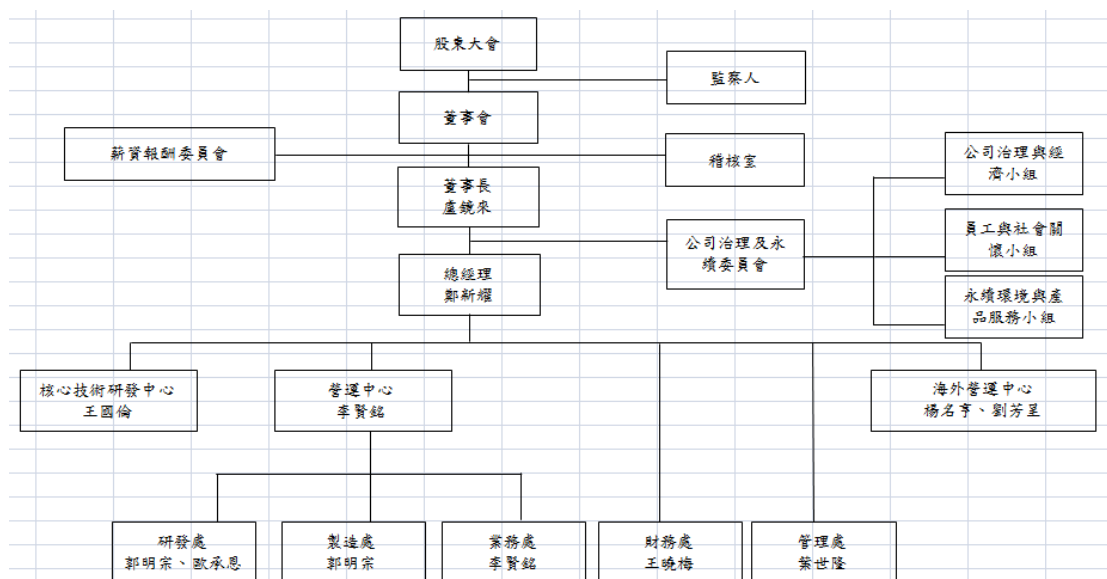 股東大會
監察人
董事會
薪資報酬委員會
稽核室
公司治理與經
濟小組
董事長
盧鏡來
員工與社會關
懷小組
公司治理及永
續委員會
總經理
鄭新耀
永續環境與產
品服務小組
核心技術研發中心
王國倫
營運中心
李賢銘
海外營運中心
楊名亨、劉芳呈
研發處
郭明宗、歐承恩
製造處
郭明宗
業務處
李賢銘
財務處
王曉梅
管理處
葉世隆